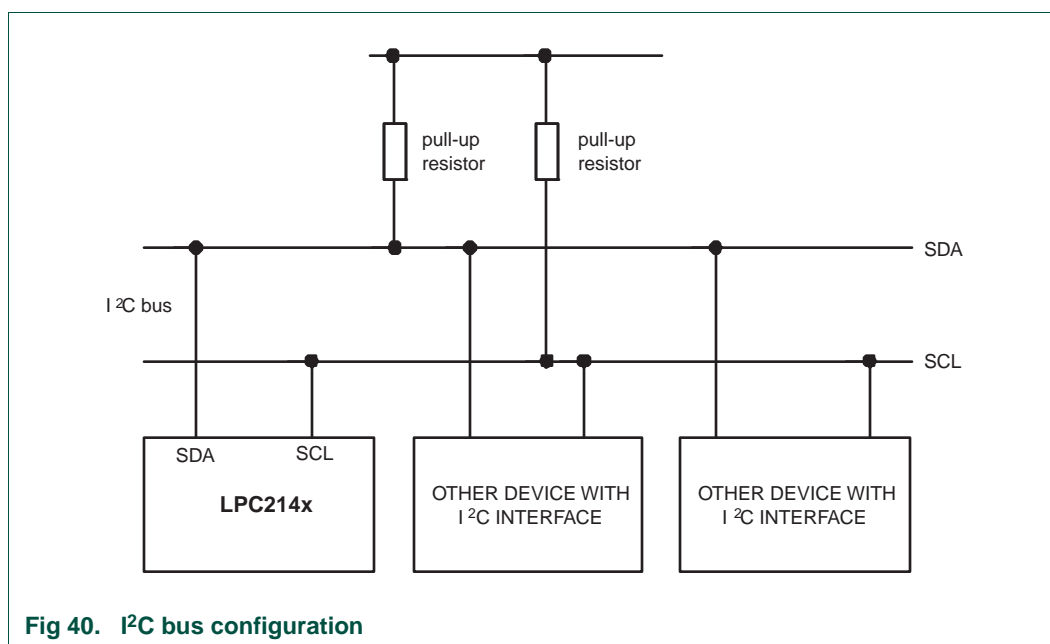 pull-up
resistor
pull-up
resistor
SDA
I ²C bus
SCL
SDA
SCL
LPC214x
OTHER DEVICE WITH
I ²C INTERFACE
OTHER DEVICE WITH
I ²C INTERFACE
Fig 40. I²C bus configuration